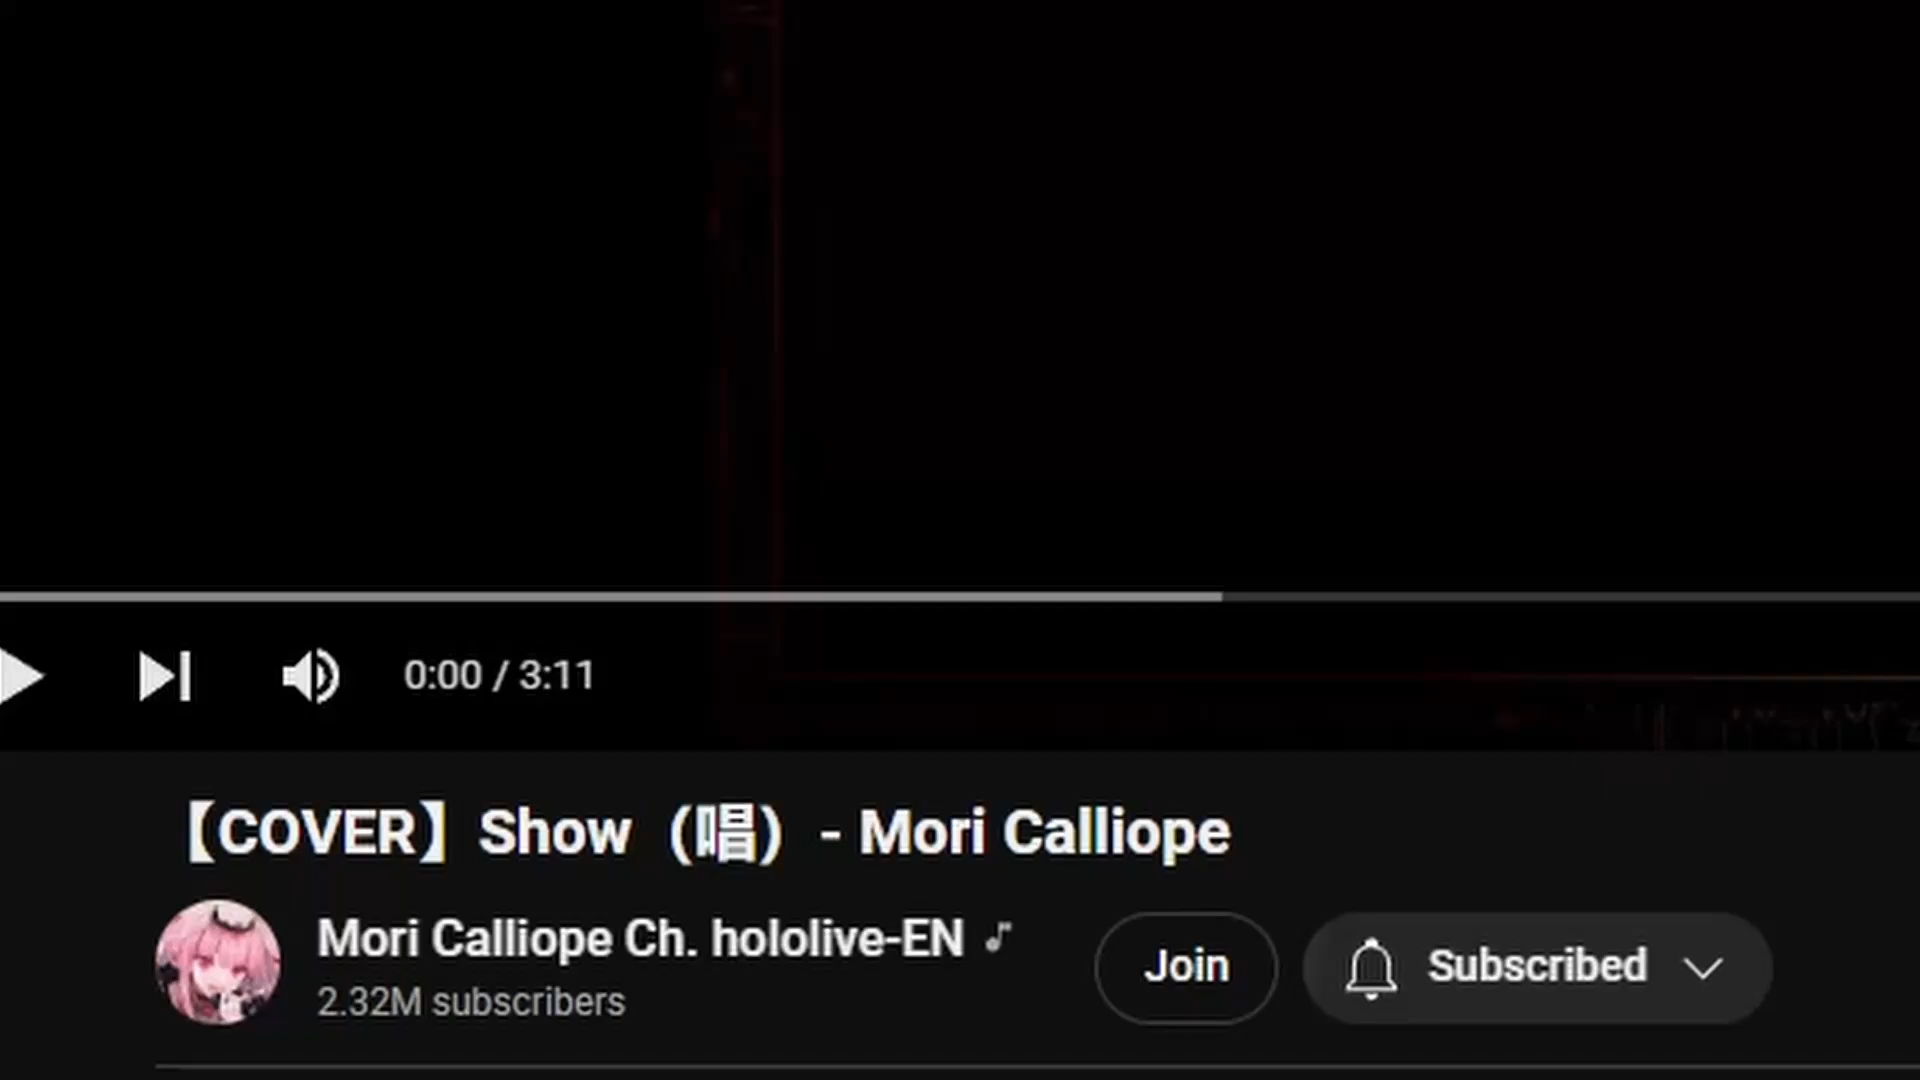 0:00 / 3:11
【COVER】Show（唱）- Mori Calliope
Mori Calliope Ch. hololive-EN
Join
Subscribed
2.32M subscribers